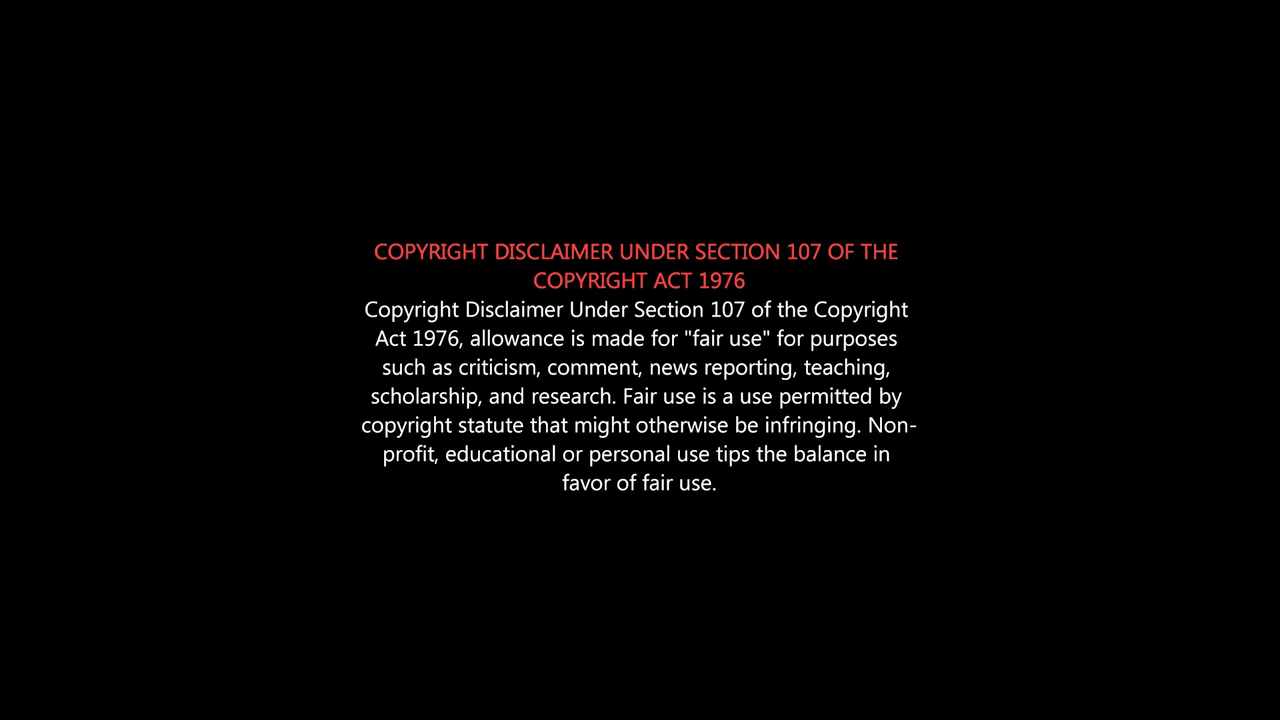 COPYRIGHT DISCLAIMER UNDER SECTION 107 OF THE
COPYRIGHT ACT 1976
Copyright Disclaimer Under Section 107 of the Copyright
Act 1976, allowance is made for "fair use" for purposes
such as criticism, comment, news reporting, teaching,
scholarship, and research. Fair use is a use permitted by
copyright statute that might otherwise be infringing. Non-
profit, educational or personal use tips the balance in
favor of fair use.